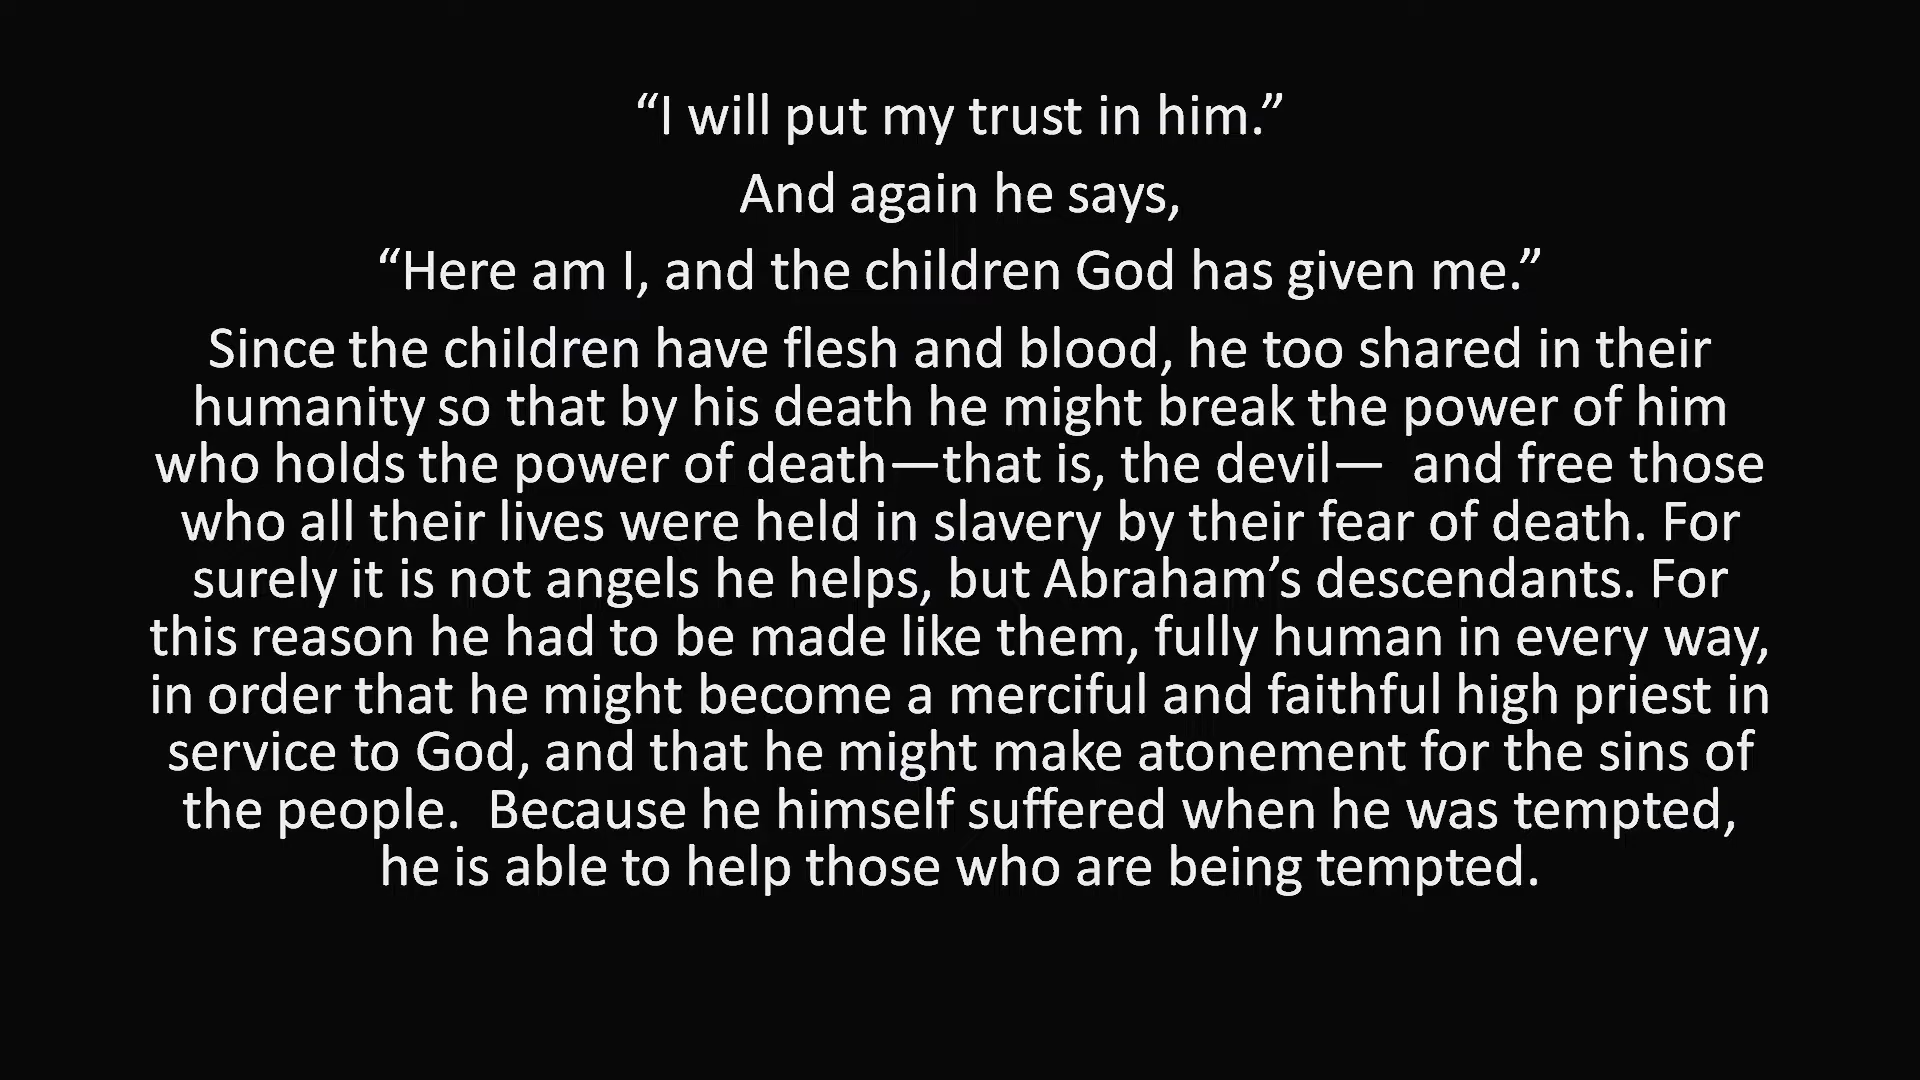 “I will put my trust in him.”
And again he says,
“Here am I, and the children God has given me.”
Since the children have flesh and blood, he too shared in their
humanity so that by his death he might break the power of him
who holds the power of death—that is, the devil—  and free those
who all their lives were held in slavery by their fear of death. For
surely it is not angels he helps, but Abraham’s descendants. For
this reason he had to be made like them, fully human in every way,
in order that he might become a merciful and faithful high priest in
service to God, and that he might make atonement for the sins of
the people.  Because he himself suffered when he was tempted,
he is able to help those who are being tempted.